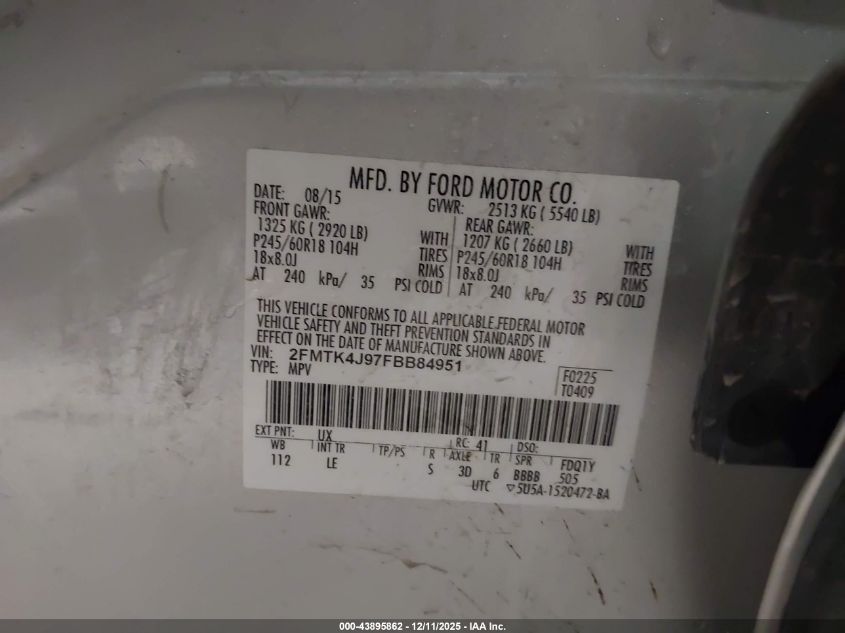 MFD. BY FORD MOTOR CO.
DATE: 08/15 GVWR: 2513 KG ( 5540 LB)
FRONT GAWR: REAR GAWR:
1325 KG ( 2920 LB) WITH 1207 KG ( 2660 LB) WITH
P245/60R18 104H TIRES P245/60R18 104H TIRES
18x8.0J RIMS 18x8.0J RIMS
AT 240 kPa/ 35 PSI COLD AT 240 kPa/ 35 PSI COLD
THIS VEHICLE CONFORMS TO ALL APPLICABLE FEDERAL MOTOR
VEHICLE SAFETY AND THEFT PREVENTION STANDARDS IN
EFFECT ON THE DATE OF MANUFACTURE SHOWN ABOVE.
VIN: 2FMTK4J97FBB84951
TYPE: MPV
F0225
T0409
EXT PNT: UX RC: 41 DSO:
WB INT TR TP/PS R AXLE TR SPR FDQ1Y
112 LE S 3D 6 BBBB 505
UTC ▽5U5A-1520472-BA
000-43895862 - 12/11/2025 - IAA Inc.